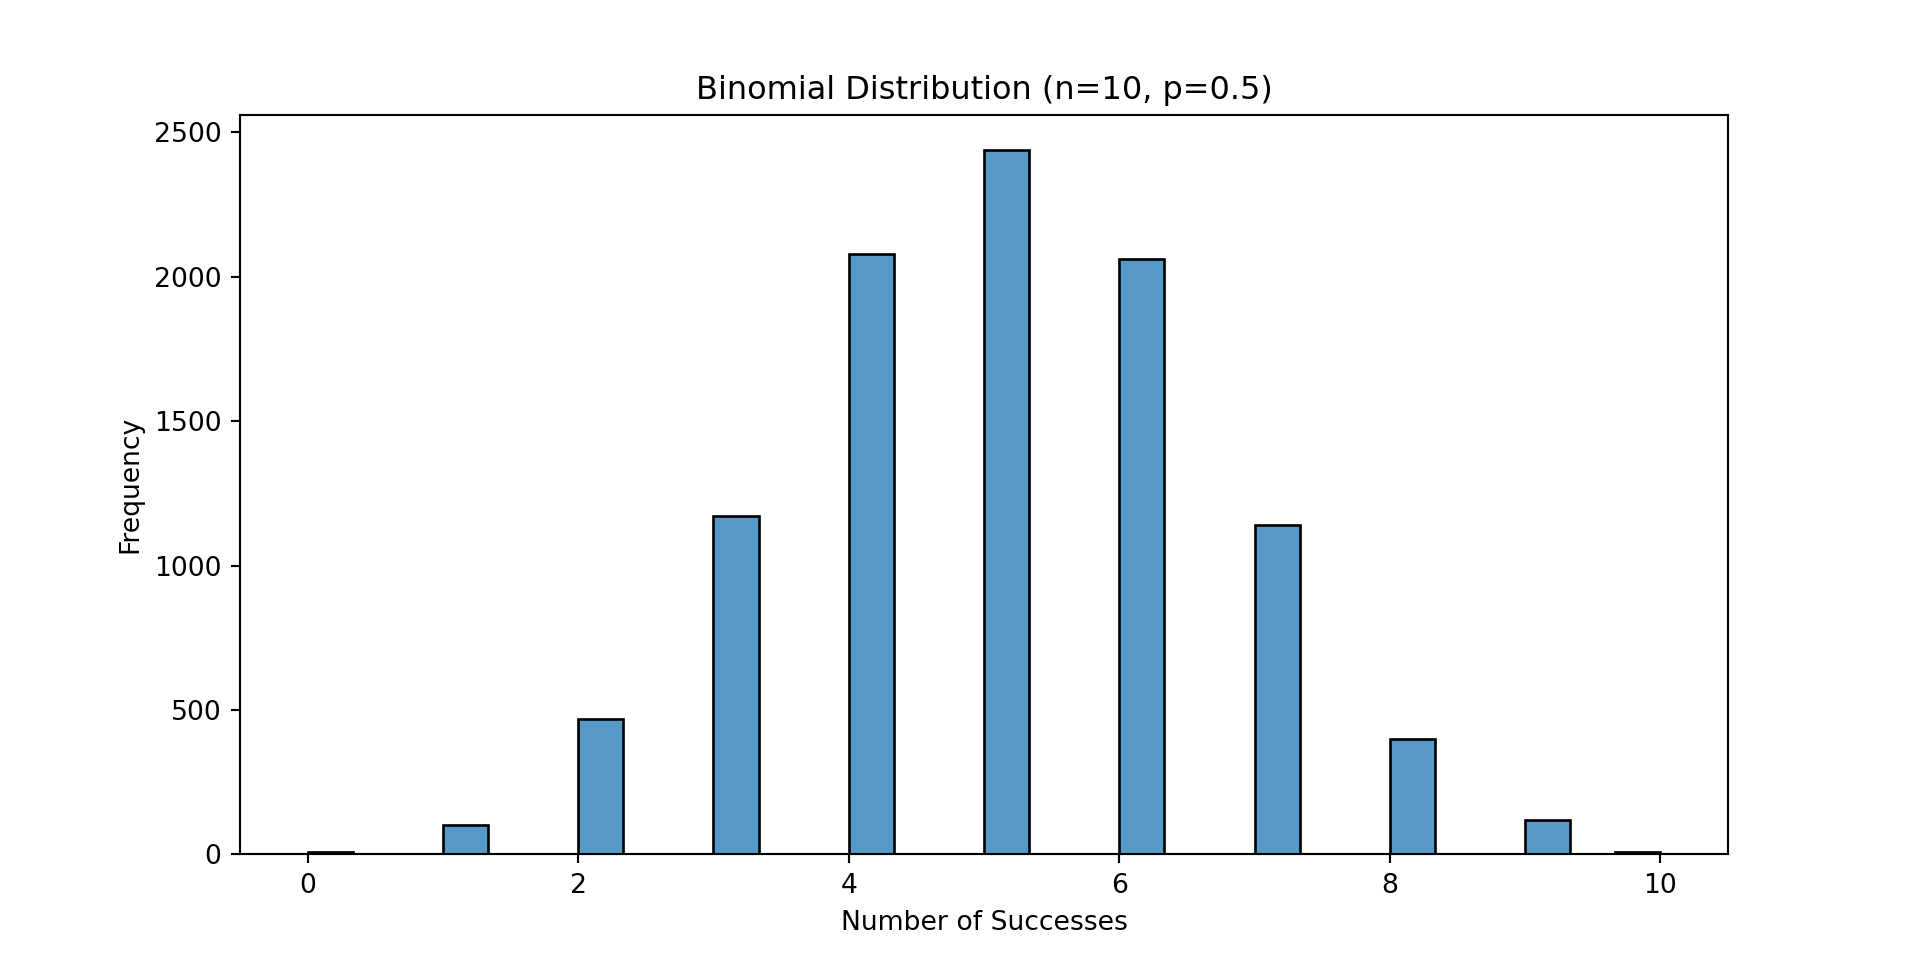 Binomial Distribution (n=10, p=0.5)
Frequency
2500
2000
1500
1000
500
0
0 2 4 6 8 10
Number of Successes